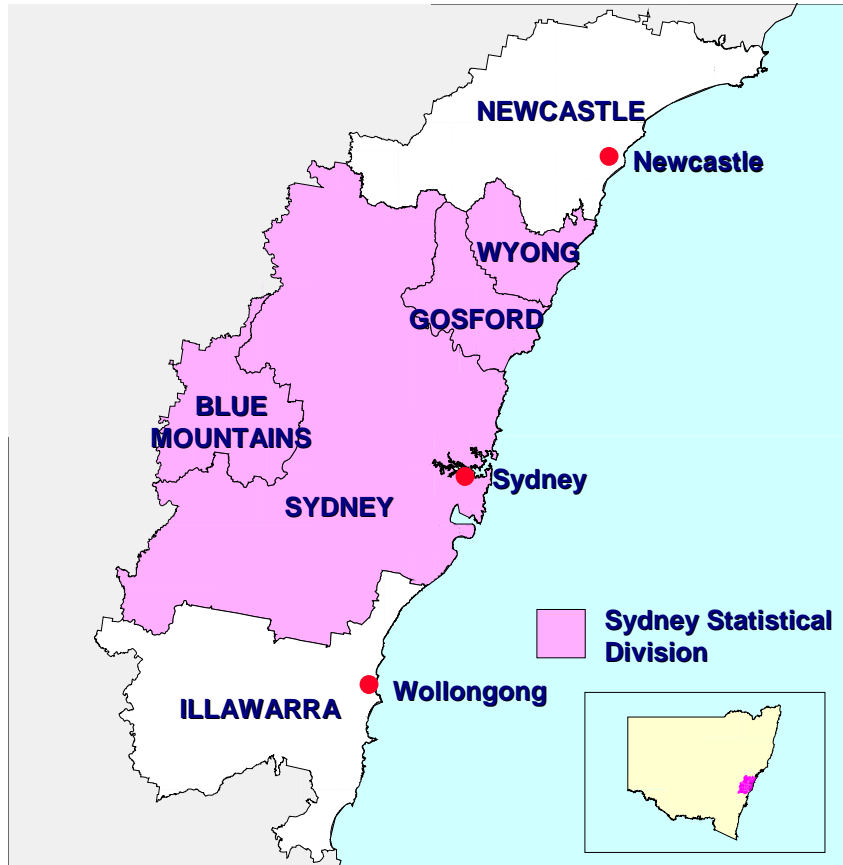 NEWCASTLE
Newcastle
WYONG
GOSFORD
BLUE
MOUNTAINS
Sydney
SYDNEY
Sydney Statistical
Division
Wollongong
ILLAWARRA